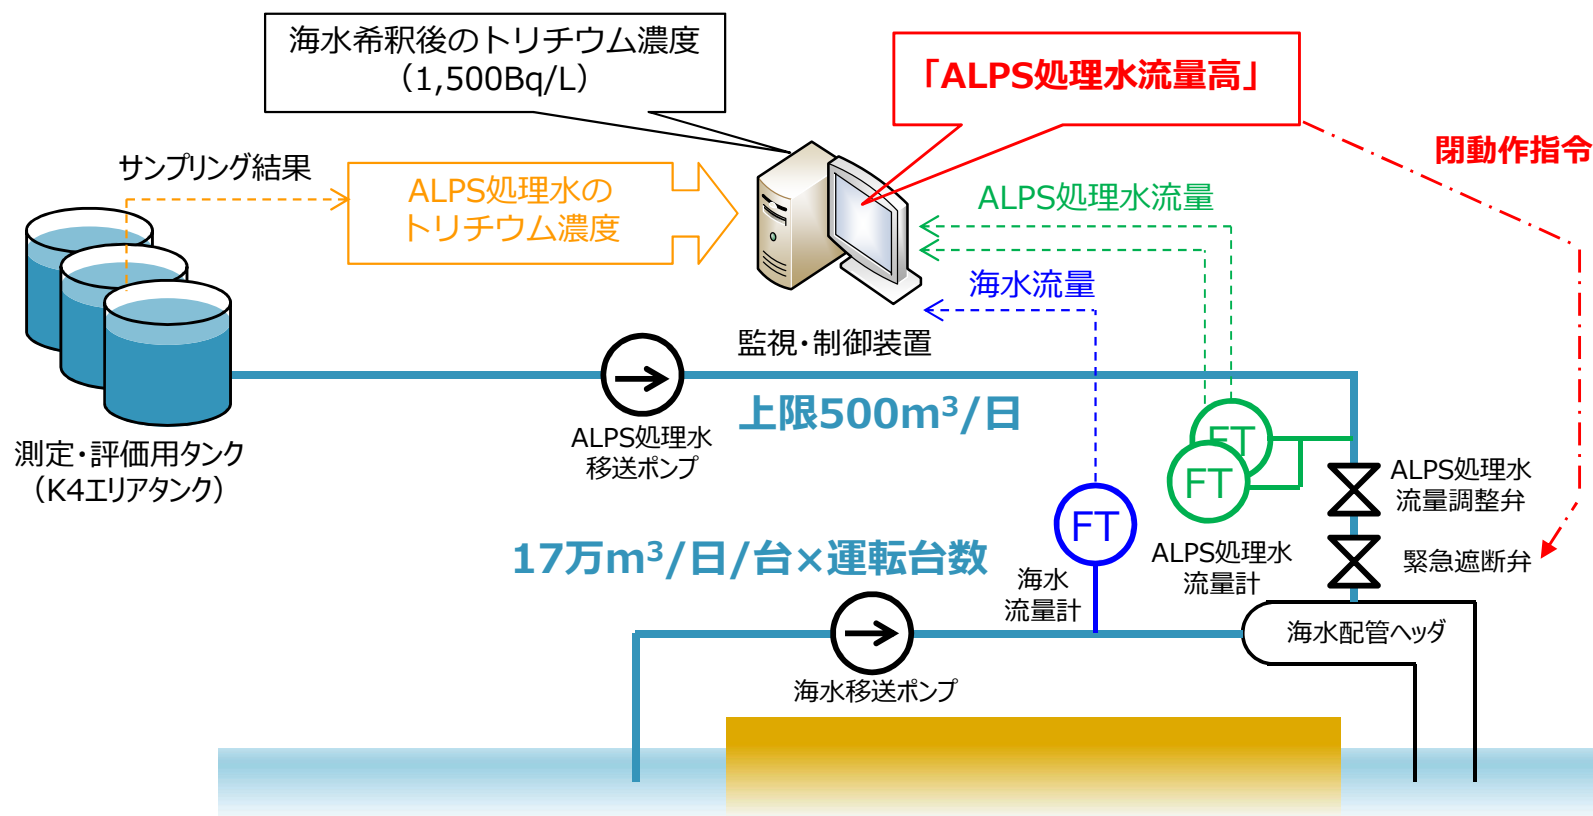 海水希釈後のトリチウム濃度
（1,500Bq/L）
「ALPS処理水流量高」
閉動作指令
サンプリング結果
ALPS処理水の
トリチウム濃度
ALPS処理水流量
海水流量
監視・制御装置
上限500m³/日
ALPS処理水
移送ポンプ
測定・評価用タンク
（K4エリアタンク）
FT
FT
ALPS処理水
流量調整弁
FT
17万m³/日/台×運転台数
ALPS処理水
流量計
緊急遮断弁
海水
流量計
海水配管ヘッダ
海水移送ポンプ